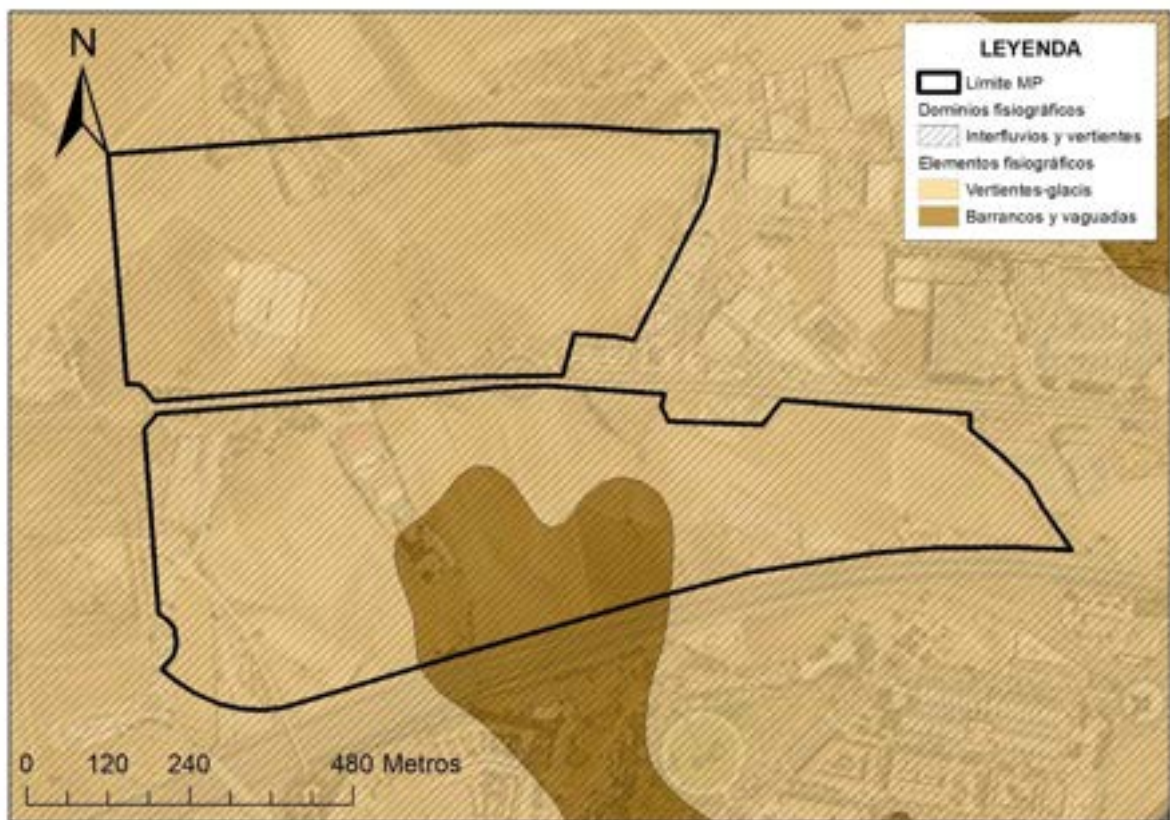 N
LEYENDA
Límite MP
Dominios fisiográficos
Interfluvios y vertientes
Elementos fisiográficos
Vertientes-glacis
Barrancos y vaguadas
0 120 240 480 Metros